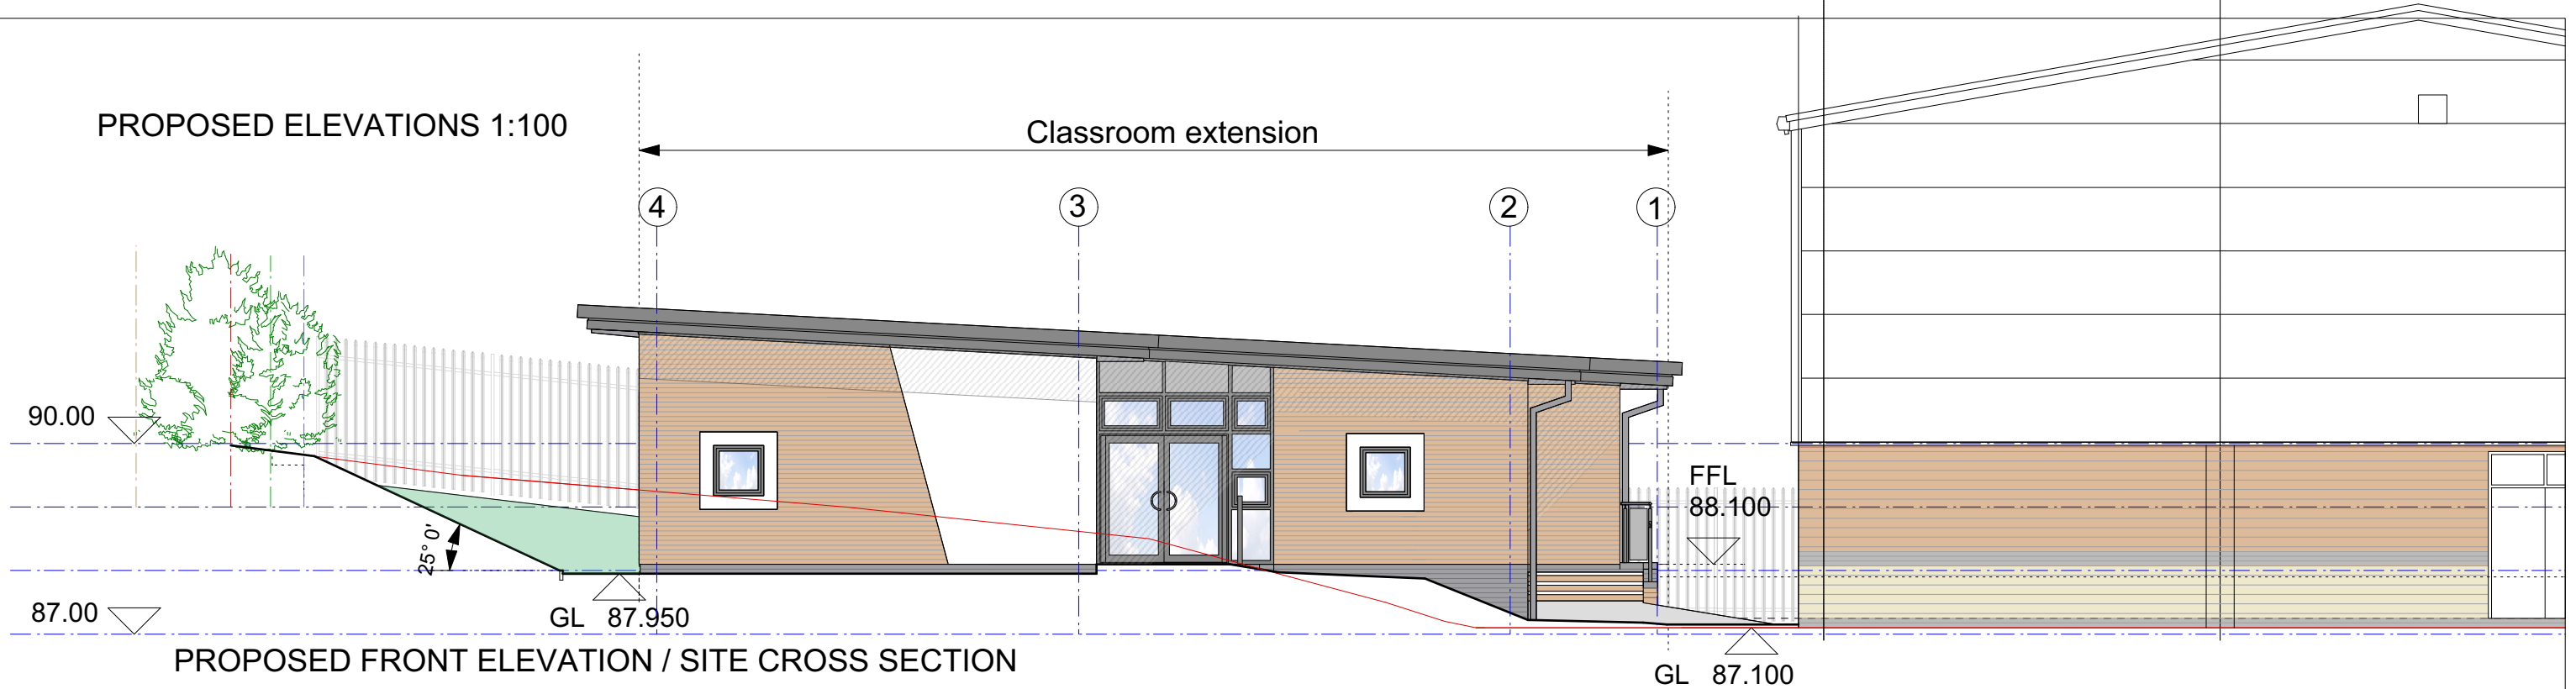 PROPOSED ELEVATIONS 1:100
Classroom extension
4
3
2
1
90.00
FFL
88.100
25° 0'
87.00
GL 87.950
PROPOSED FRONT ELEVATION / SITE CROSS SECTION
GL 87.100